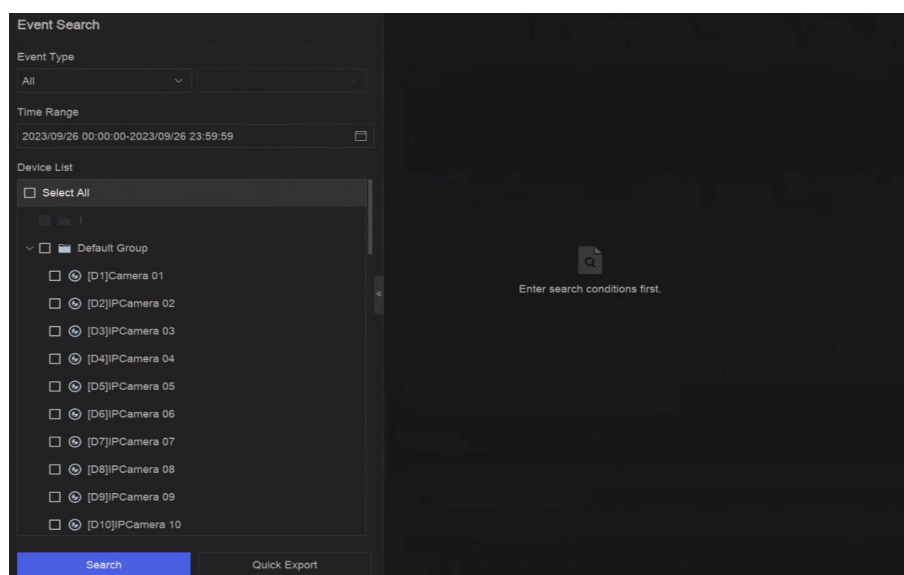 Event Search
Event Type
All
Time Range
2023/09/26 00:00:00-2023/09/26 23:59:59
Device List
Select All
1
Default Group
[D1]Camera 01
[D2]IPCamera 02
[D3]IPCamera 03
[D4]IPCamera 04
[D5]IPCamera 05
[D6]IPCamera 06
[D7]IPCamera 07
[D8]IPCamera 08
[D9]IPCamera 09
[D10]IPCamera 10
Search Quick Export
«
Enter search conditions first.